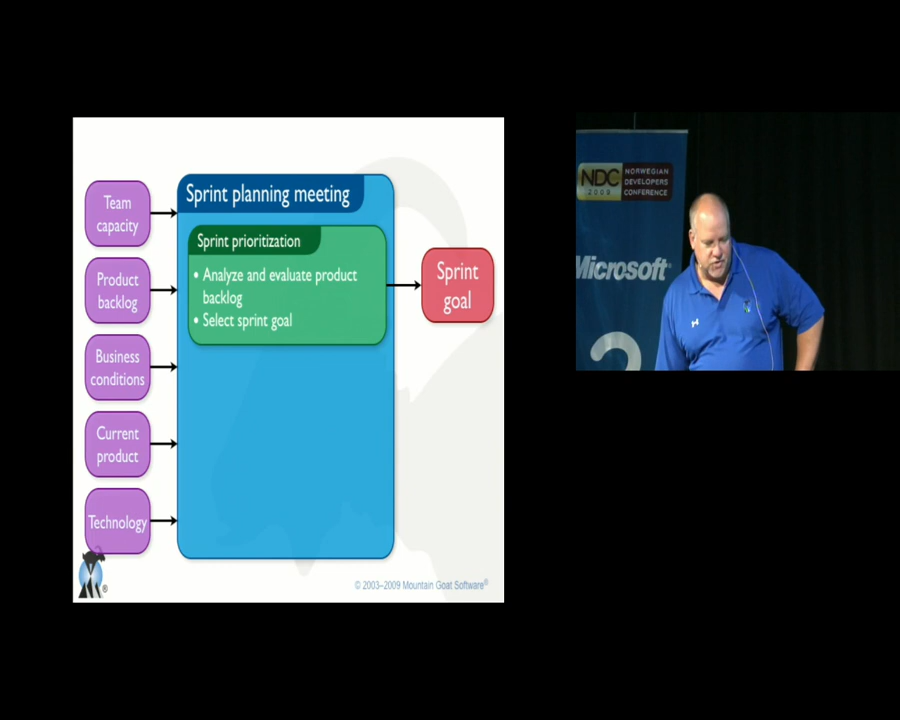 Sprint planning meeting
Team
capacity
Product
backlog
Business
conditions
Current
product
Technology
Sprint prioritization
• Analyze and evaluate product
backlog
• Select sprint goal
Sprint
goal
®
© 2003–2009 Mountain Goat Software®
NDC
2009
NORWEGIAN
DEVELOPERS
CONFERENCE
Microsoft